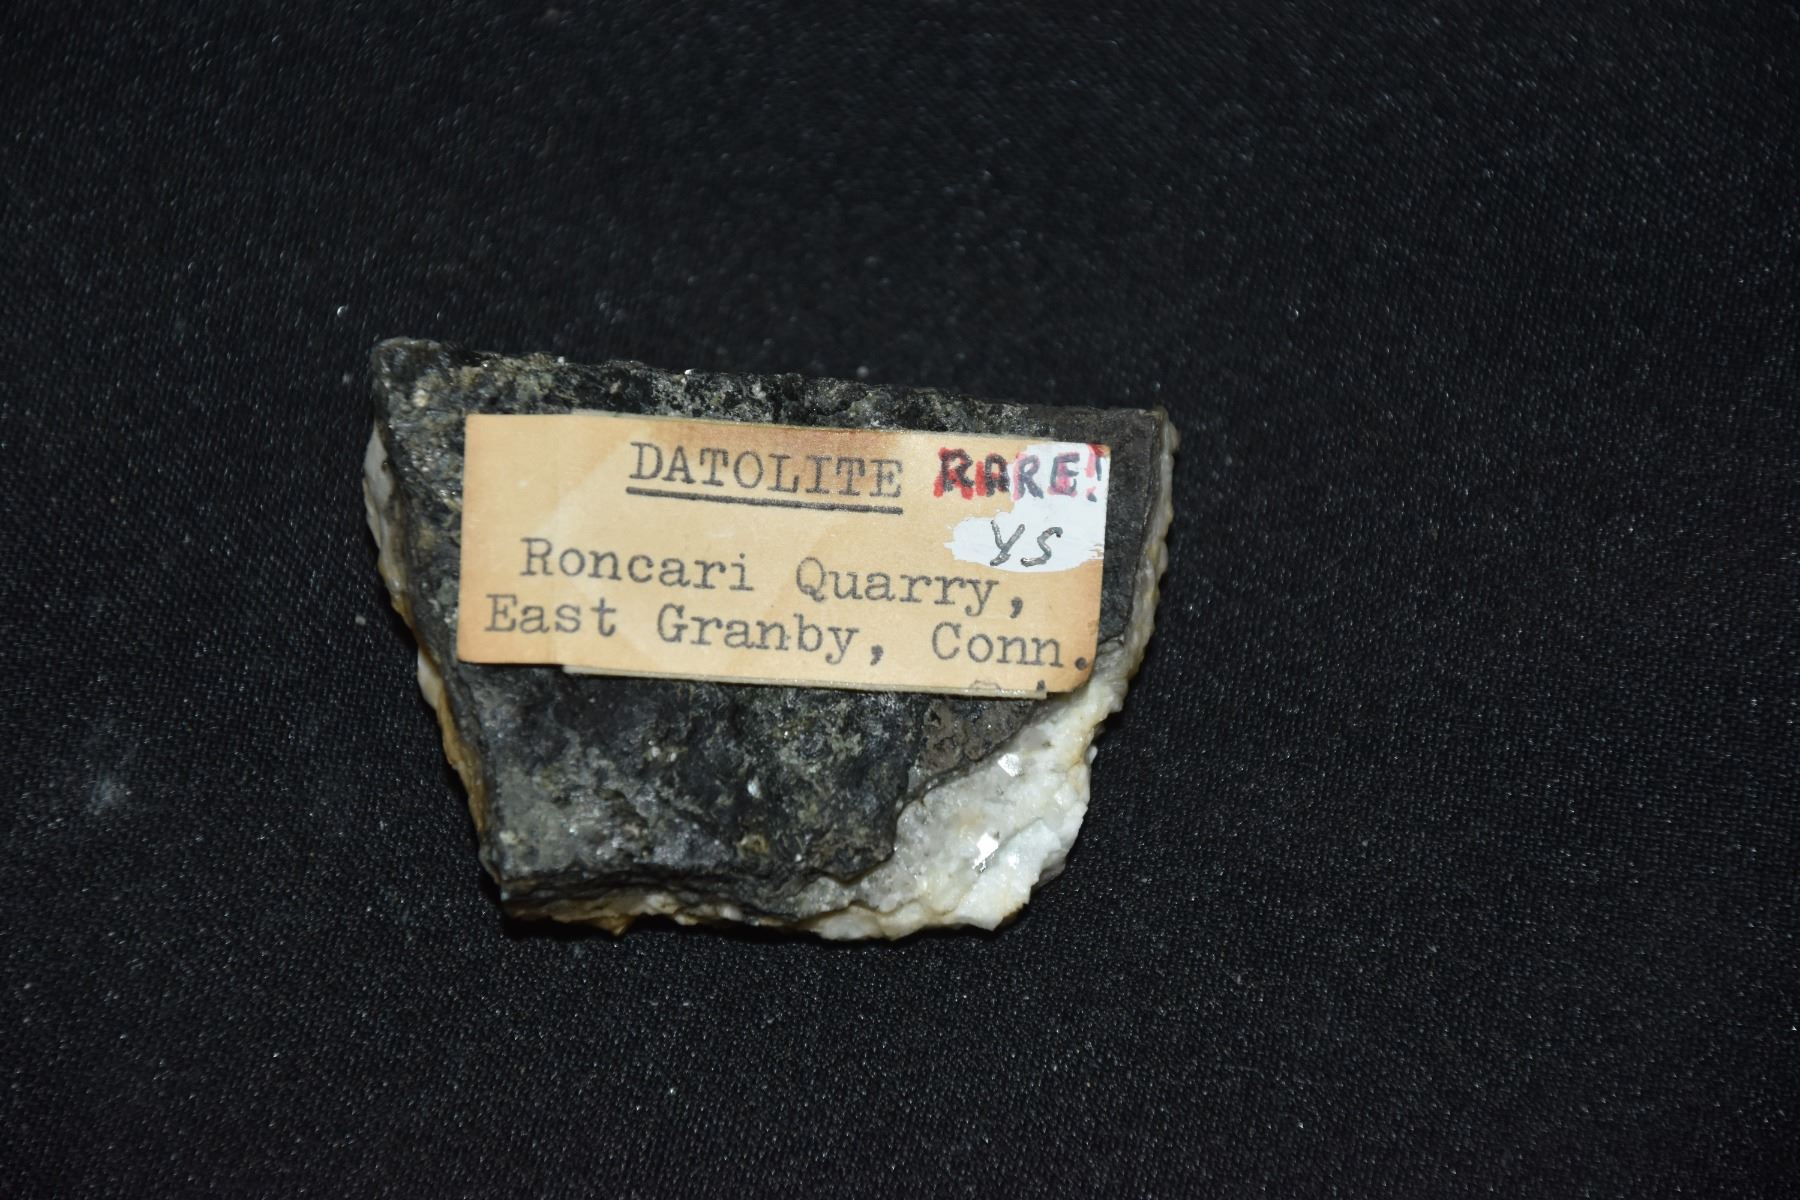 DATOLITE RARE!
YS
Roncari Quarry,
East Granby, Conn.